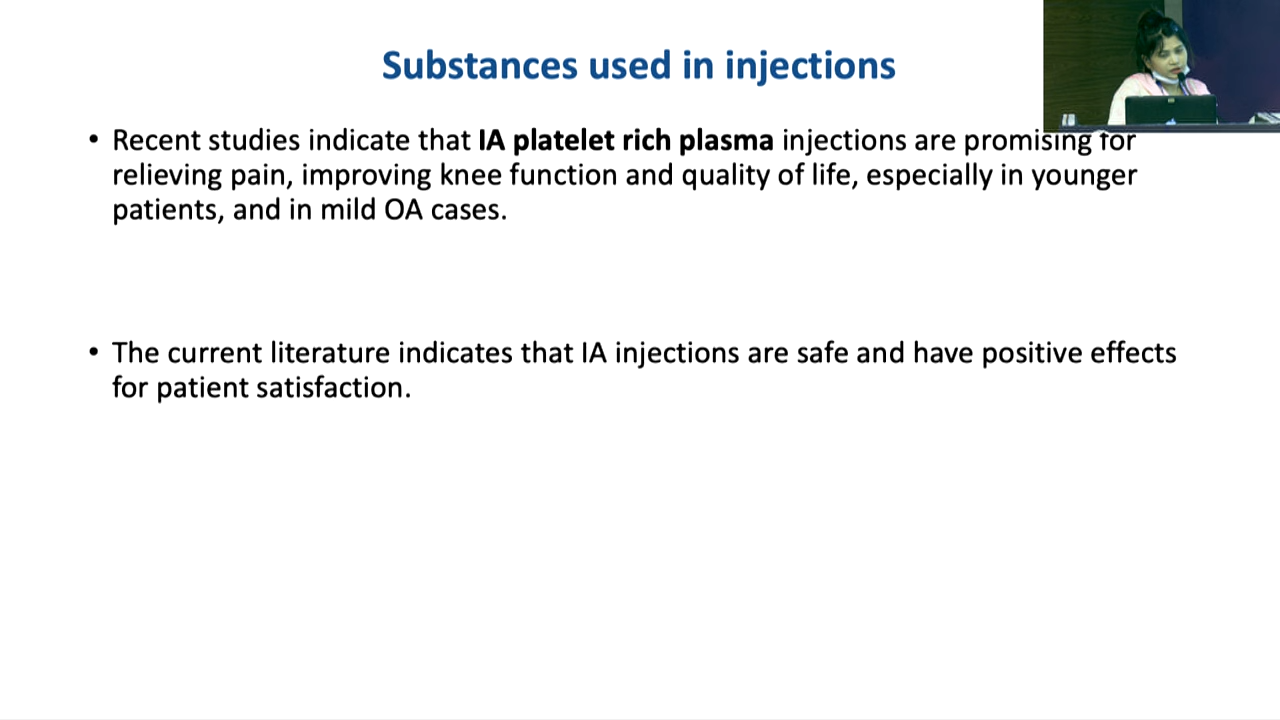 Substances used in injections
• Recent studies indicate that IA platelet rich plasma injections are promising for
relieving pain, improving knee function and quality of life, especially in younger
patients, and in mild OA cases.
• The current literature indicates that IA injections are safe and have positive effects
for patient satisfaction.